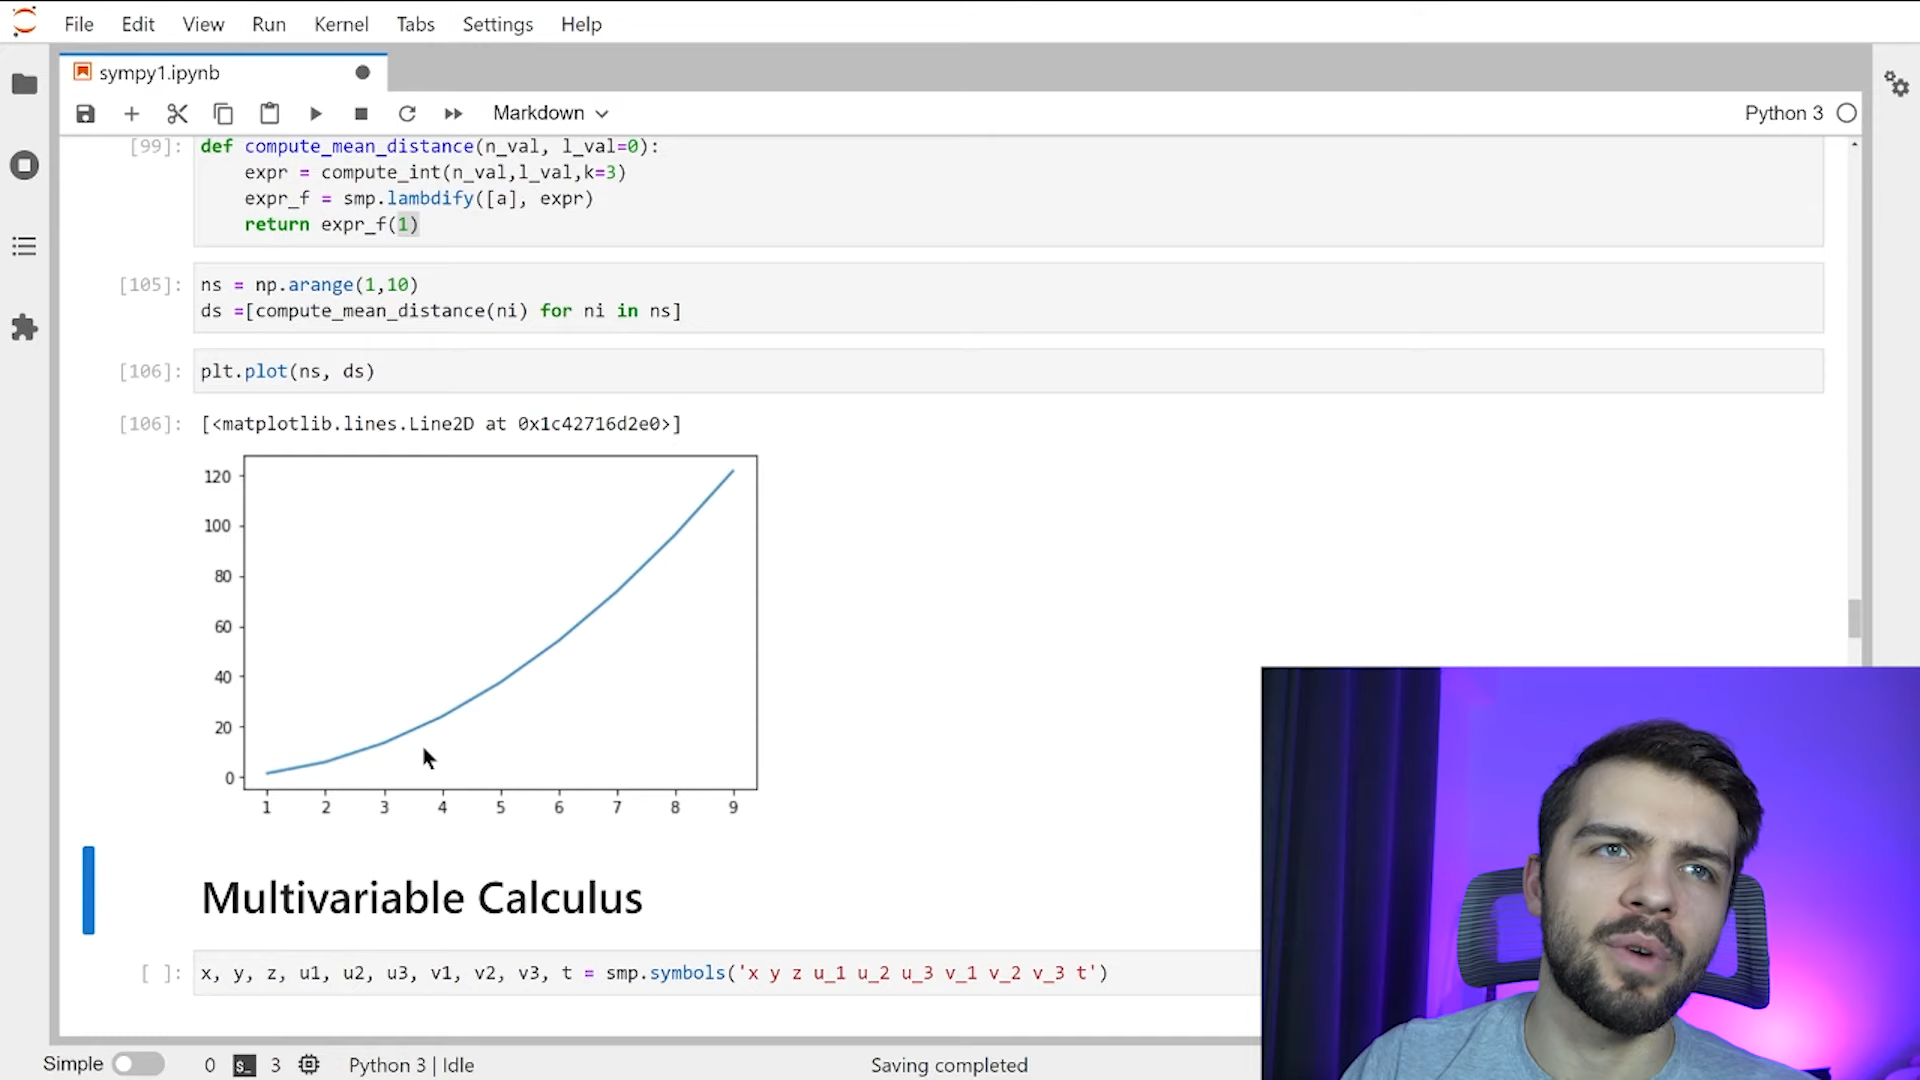 File Edit View Run Kernel Tabs Settings Help
sympy1.ipynb
Markdown Python 3
[99]: def compute_mean_distance(n_val, l_val=0):
expr = compute_int(n_val,l_val,k=3)
expr_f = smp.lambdify([a], expr)
return expr_f(1)
[105]: ns = np.arange(1,10)
ds =[compute_mean_distance(ni) for ni in ns]
[106]: plt.plot(ns, ds)
[106]: [<matplotlib.lines.Line2D at 0x1c42716d2e0>]
120
100
80
60
40
20
0
1 2 3 4 5 6 7 8 9
Multivariable Calculus
[ ]: x, y, z, u1, u2, u3, v1, v2, v3, t = smp.symbols('x y z u_1 u_2 u_3 v_1 v_2 v_3 t')
Simple 0 $_ 3 Python 3 | Idle Saving completed